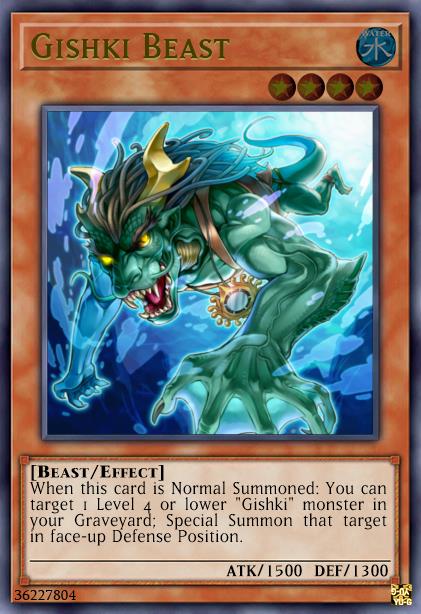 Gishki Beast
WATER
水
[Beast/Effect]
When this card is Normal Summoned: You can
target 1 Level 4 or lower "Gishki" monster in
your Graveyard; Special Summon that target
in face-up Defense Position.
ATK/1500 DEF/1300
36227804